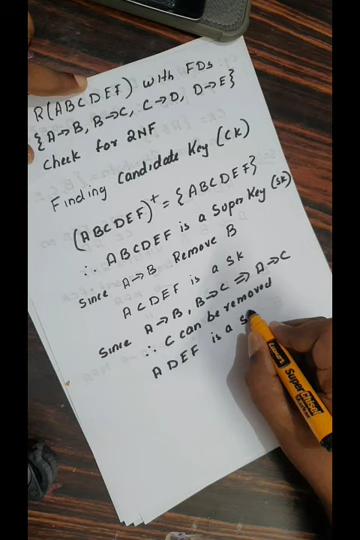 R(ABCDEF) with FDs
{A→B, B→C, C→D, D→E}
Check for 2NF
Finding Candidate Key (CK)
(ABCDEF)⁺ = {ABCDEF}
∴ ABCDEF is a Super Key (SK)
Since A→B Remove B
ACDEF is a SK
Since A→B, B→C ⇒ A→C
∴ C can be removed
ADEF is a S